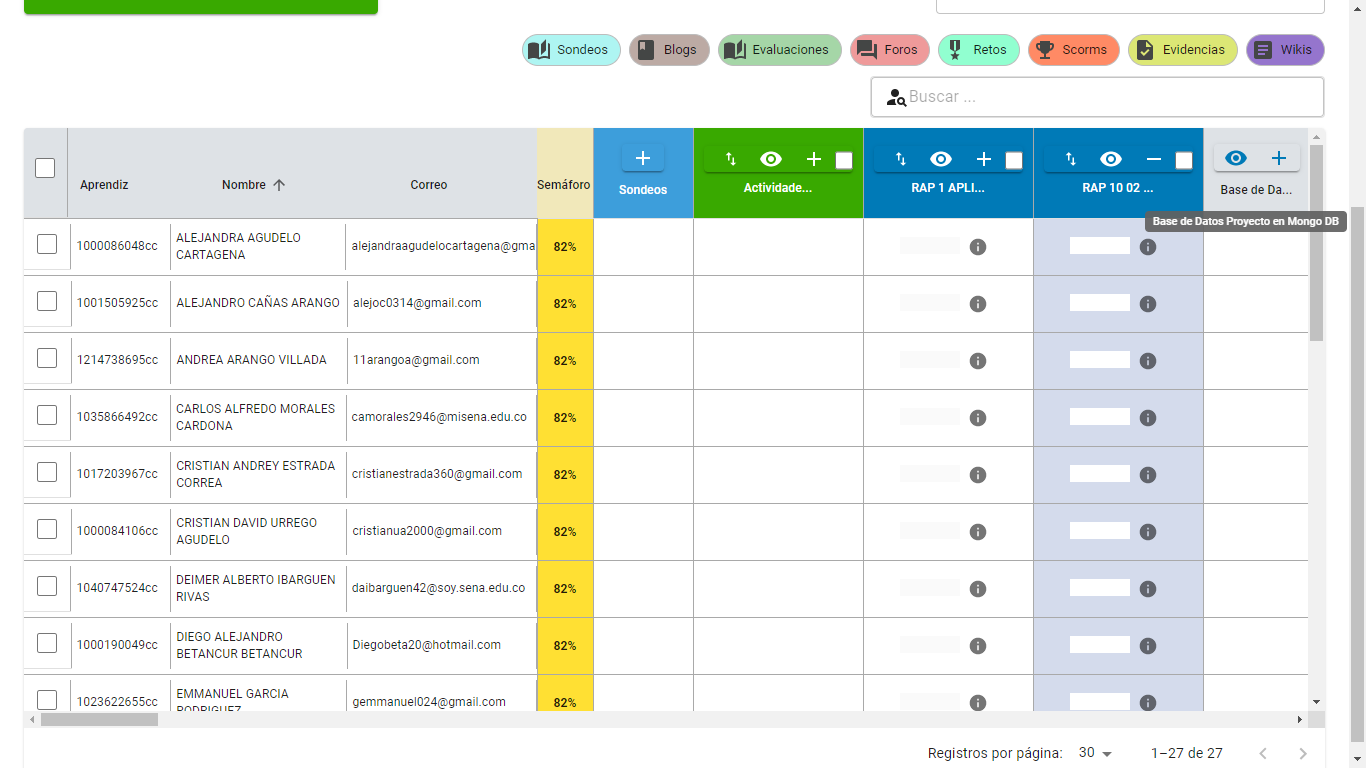 Sondeos Blogs Evaluaciones Foros Retos Scorms Evidencias Wikis
Buscar ...
Aprendiz Nombre Correo Semáforo Sondeos Actividade... RAP 1 APLI... RAP 10 02 ... Base de Da...
Base de Datos Proyecto en Mongo DB
1000086048cc ALEJANDRA AGUDELO CARTAGENA alejandraagudelocartagena@gma 82%
1001505925cc ALEJANDRO CAÑAS ARANGO alejoc0314@gmail.com 82%
1214738695cc ANDREA ARANGO VILLADA 11arangoa@gmail.com 82%
1035866492cc CARLOS ALFREDO MORALES CARDONA camorales2946@misena.edu.co 82%
1017203967cc CRISTIAN ANDREY ESTRADA CORREA cristianestrada360@gmail.com 82%
1000084106cc CRISTIAN DAVID URREGO AGUDELO cristianua2000@gmail.com 82%
1040747524cc DEIMER ALBERTO IBARGUEN RIVAS daibarguen42@soy.sena.edu.co 82%
1000190049cc DIEGO ALEJANDRO BETANCUR BETANCUR Diegobeta20@hotmail.com 82%
1023622655cc EMMANUEL GARCIA RODRIGUEZ gemmanuel024@gmail.com 82%
Registros por página: 30 1–27 de 27